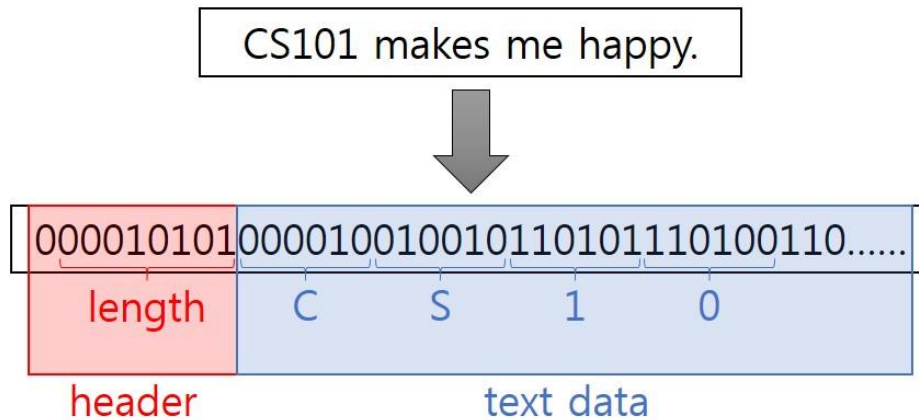 CS101 makes me happy.
000010101000010010010110101110100110......
length C S 1 0
header text data